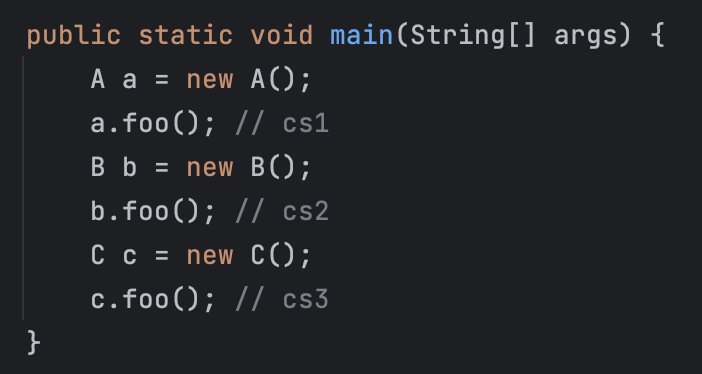 public static void main(String[] args) {
    A a = new A();
    a.foo(); // cs1
    B b = new B();
    b.foo(); // cs2
    C c = new C();
    c.foo(); // cs3
}